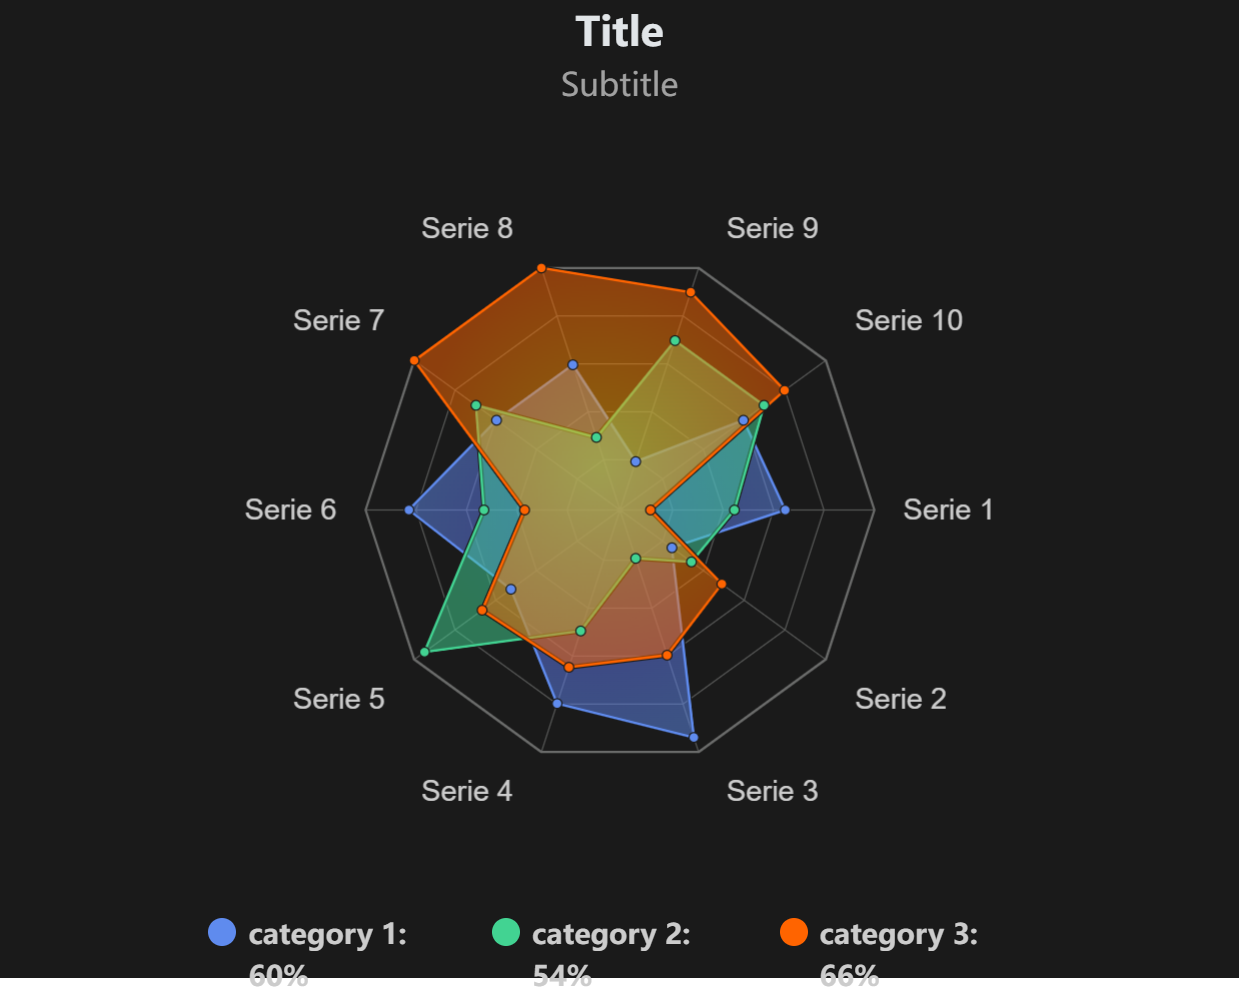 Title
Subtitle
Serie 8
Serie 9
Serie 7
Serie 10
Serie 6
Serie 1
Serie 5
Serie 2
Serie 4
Serie 3
category 1:
60%
category 2:
54%
category 3:
66%